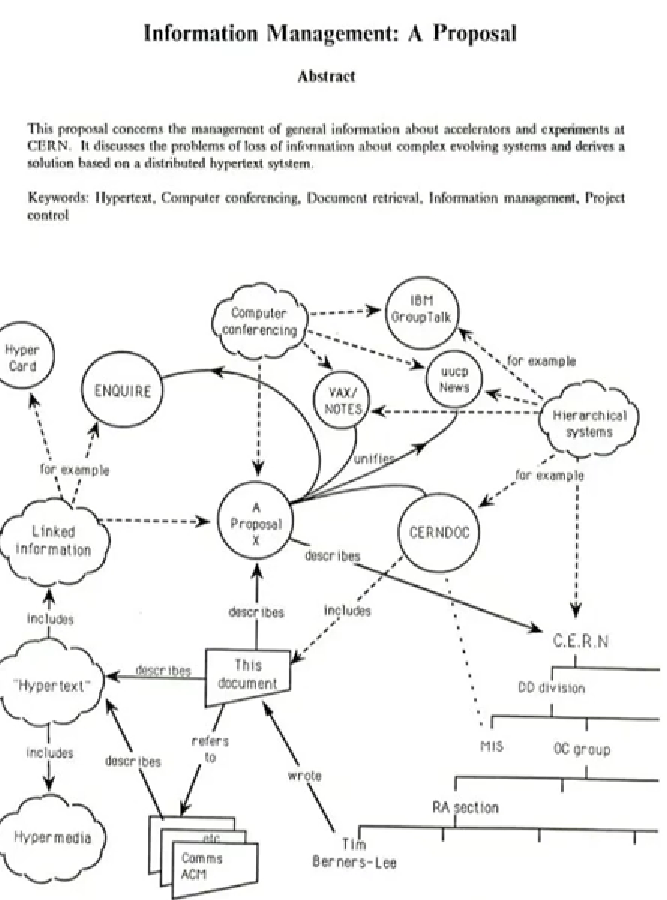 Information Management: A Proposal
Abstract
This proposal concerns the management of general information about accelerators and experiments at
CERN. It discusses the problems of loss of information about complex evolving systems and derives a
solution based on a distributed hypertext sytstem.
Keywords: Hypertext, Computer conferencing, Document retrieval, Information management, Project
control
IBM
GroupTalk
Computer
conferencing
Hyper
Card
ENQUIRE
VAX/
NOTES
uucp
News
for example
Hierarchical
systems
unifies
for example
for example
A
Proposal
X
CERNDOC
Linked
information
describes
includes
describes
includes
C.E.R.N
This
document
describes
"Hypertext"
DD division
refers
to
MIS
OC group
includes
describes
wrote
RA section
Hypermedia
etc
Comms
ACM
Tim
Berners-Lee